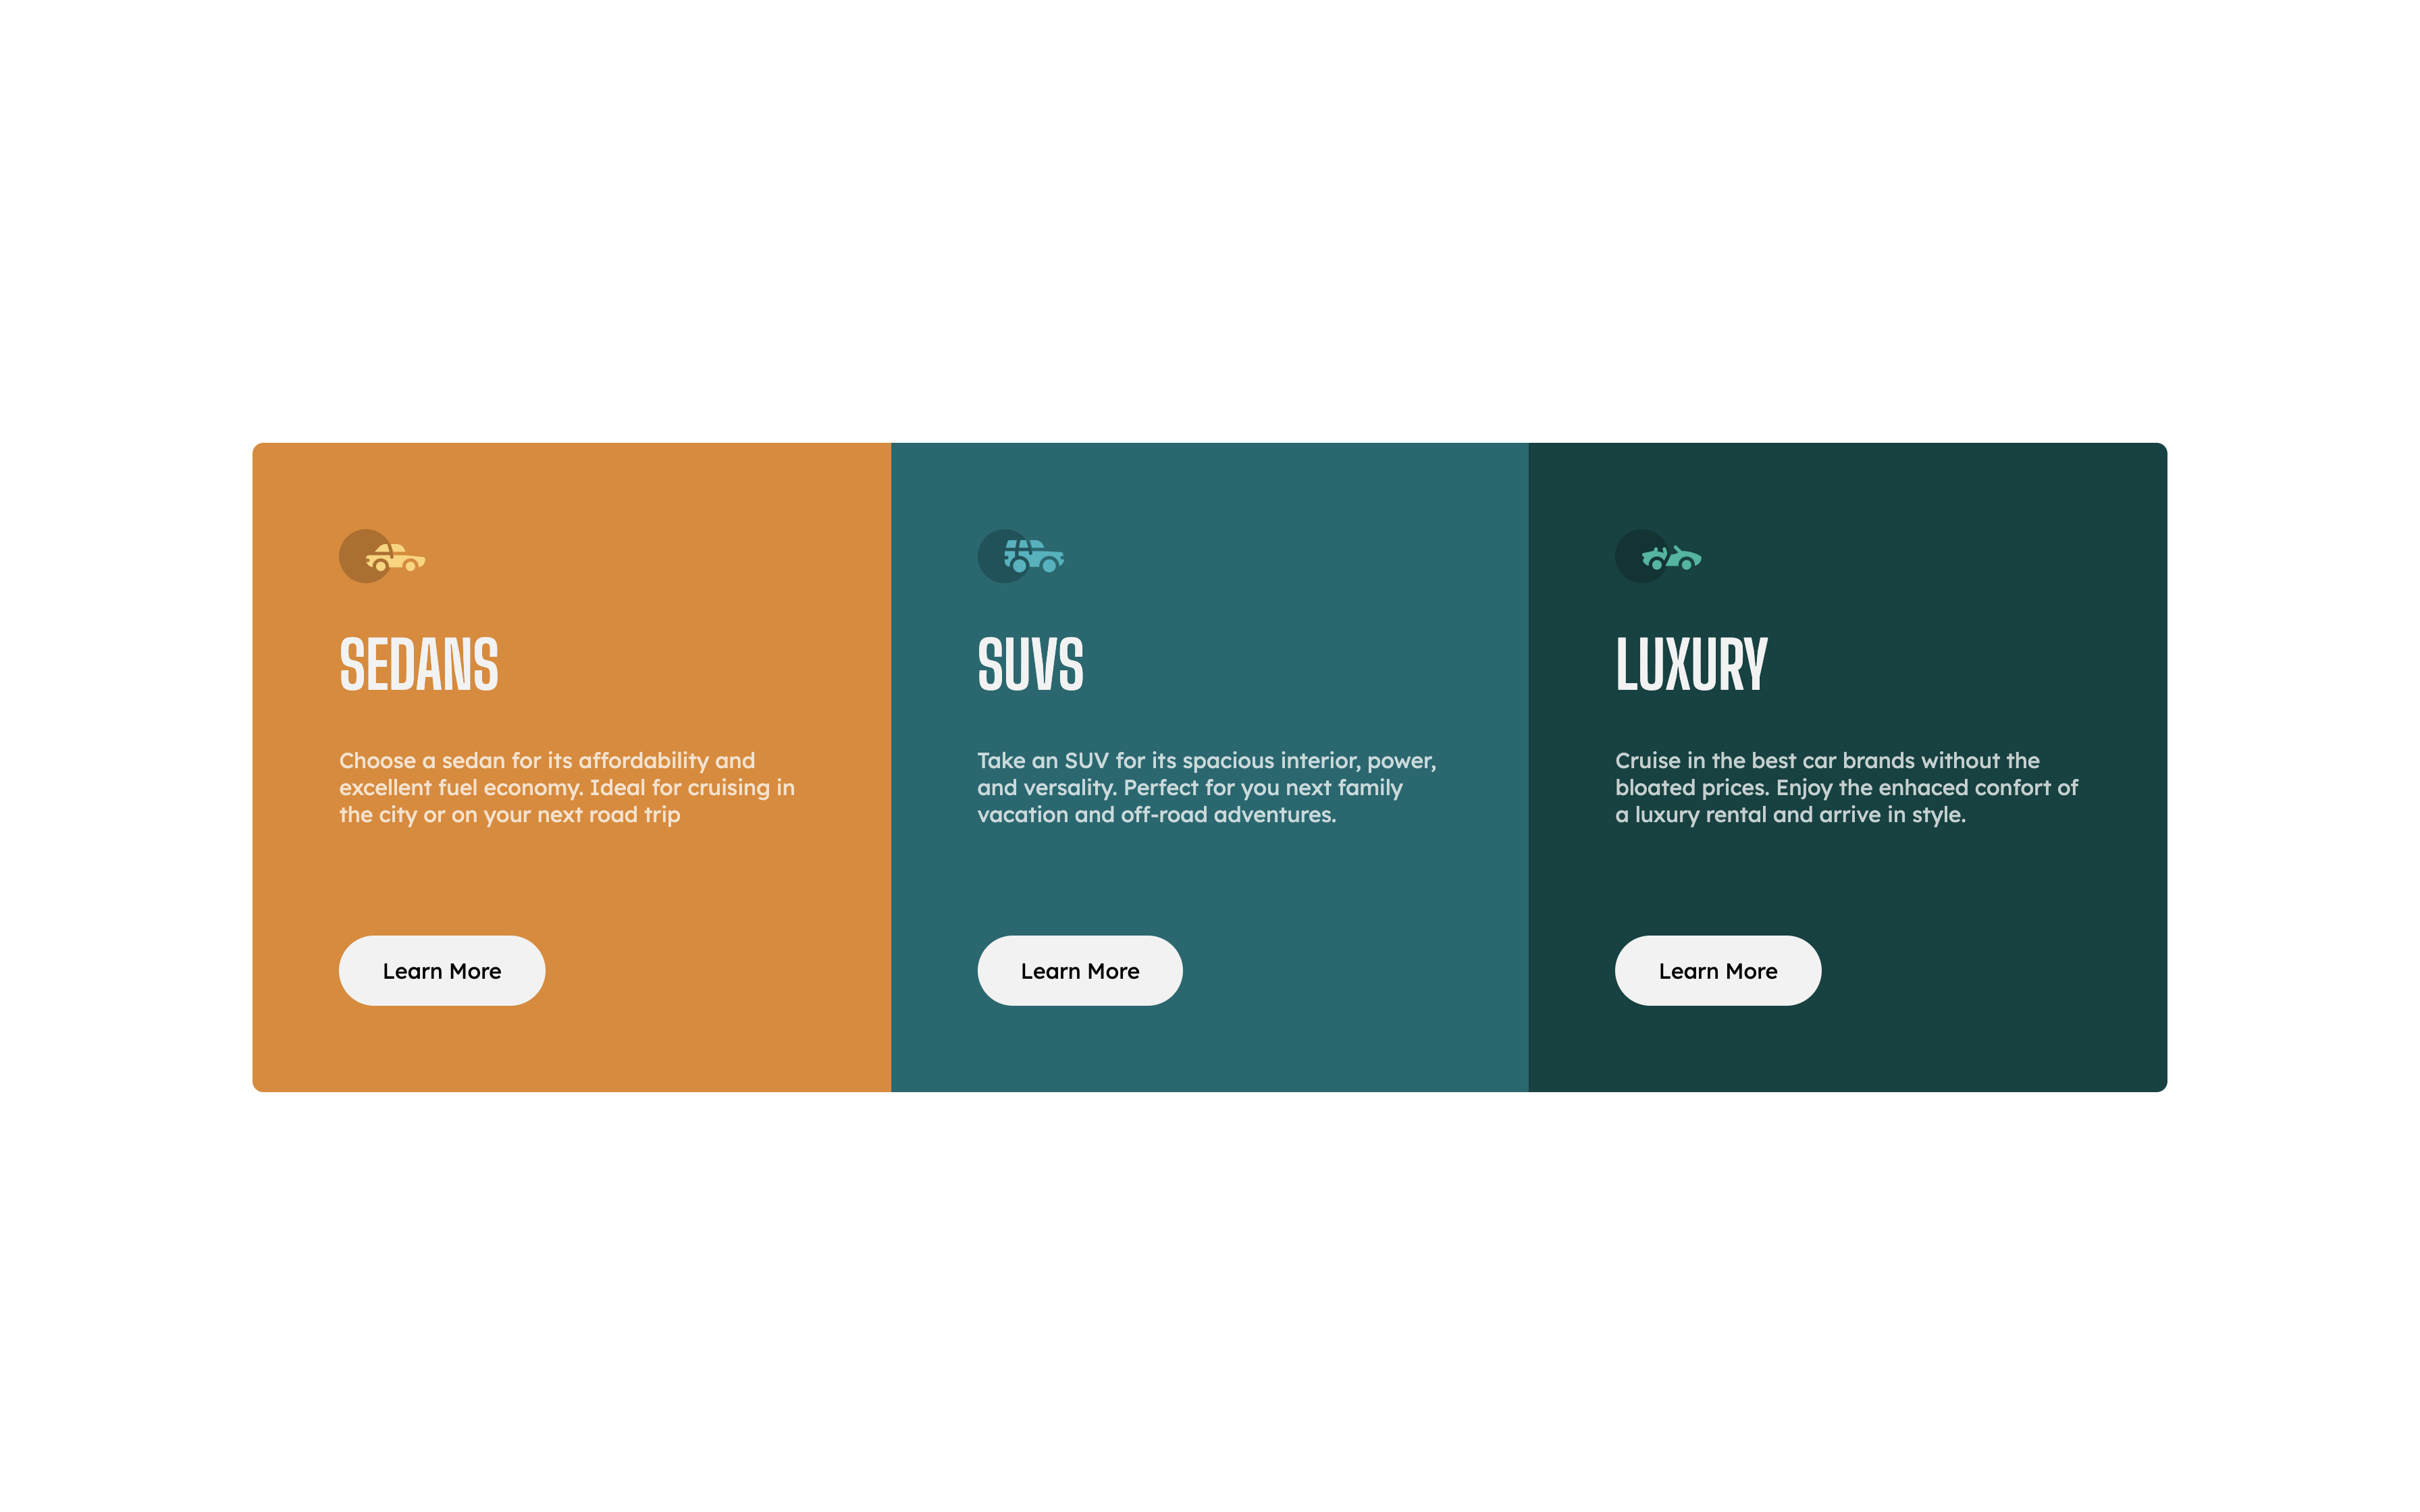 SEDANS
Choose a sedan for its affordability and
excellent fuel economy. Ideal for cruising in
the city or on your next road trip
Learn More
SUVS
Take an SUV for its spacious interior, power,
and versality. Perfect for you next family
vacation and off-road adventures.
Learn More
LUXURY
Cruise in the best car brands without the
bloated prices. Enjoy the enhaced confort of
a luxury rental and arrive in style.
Learn More